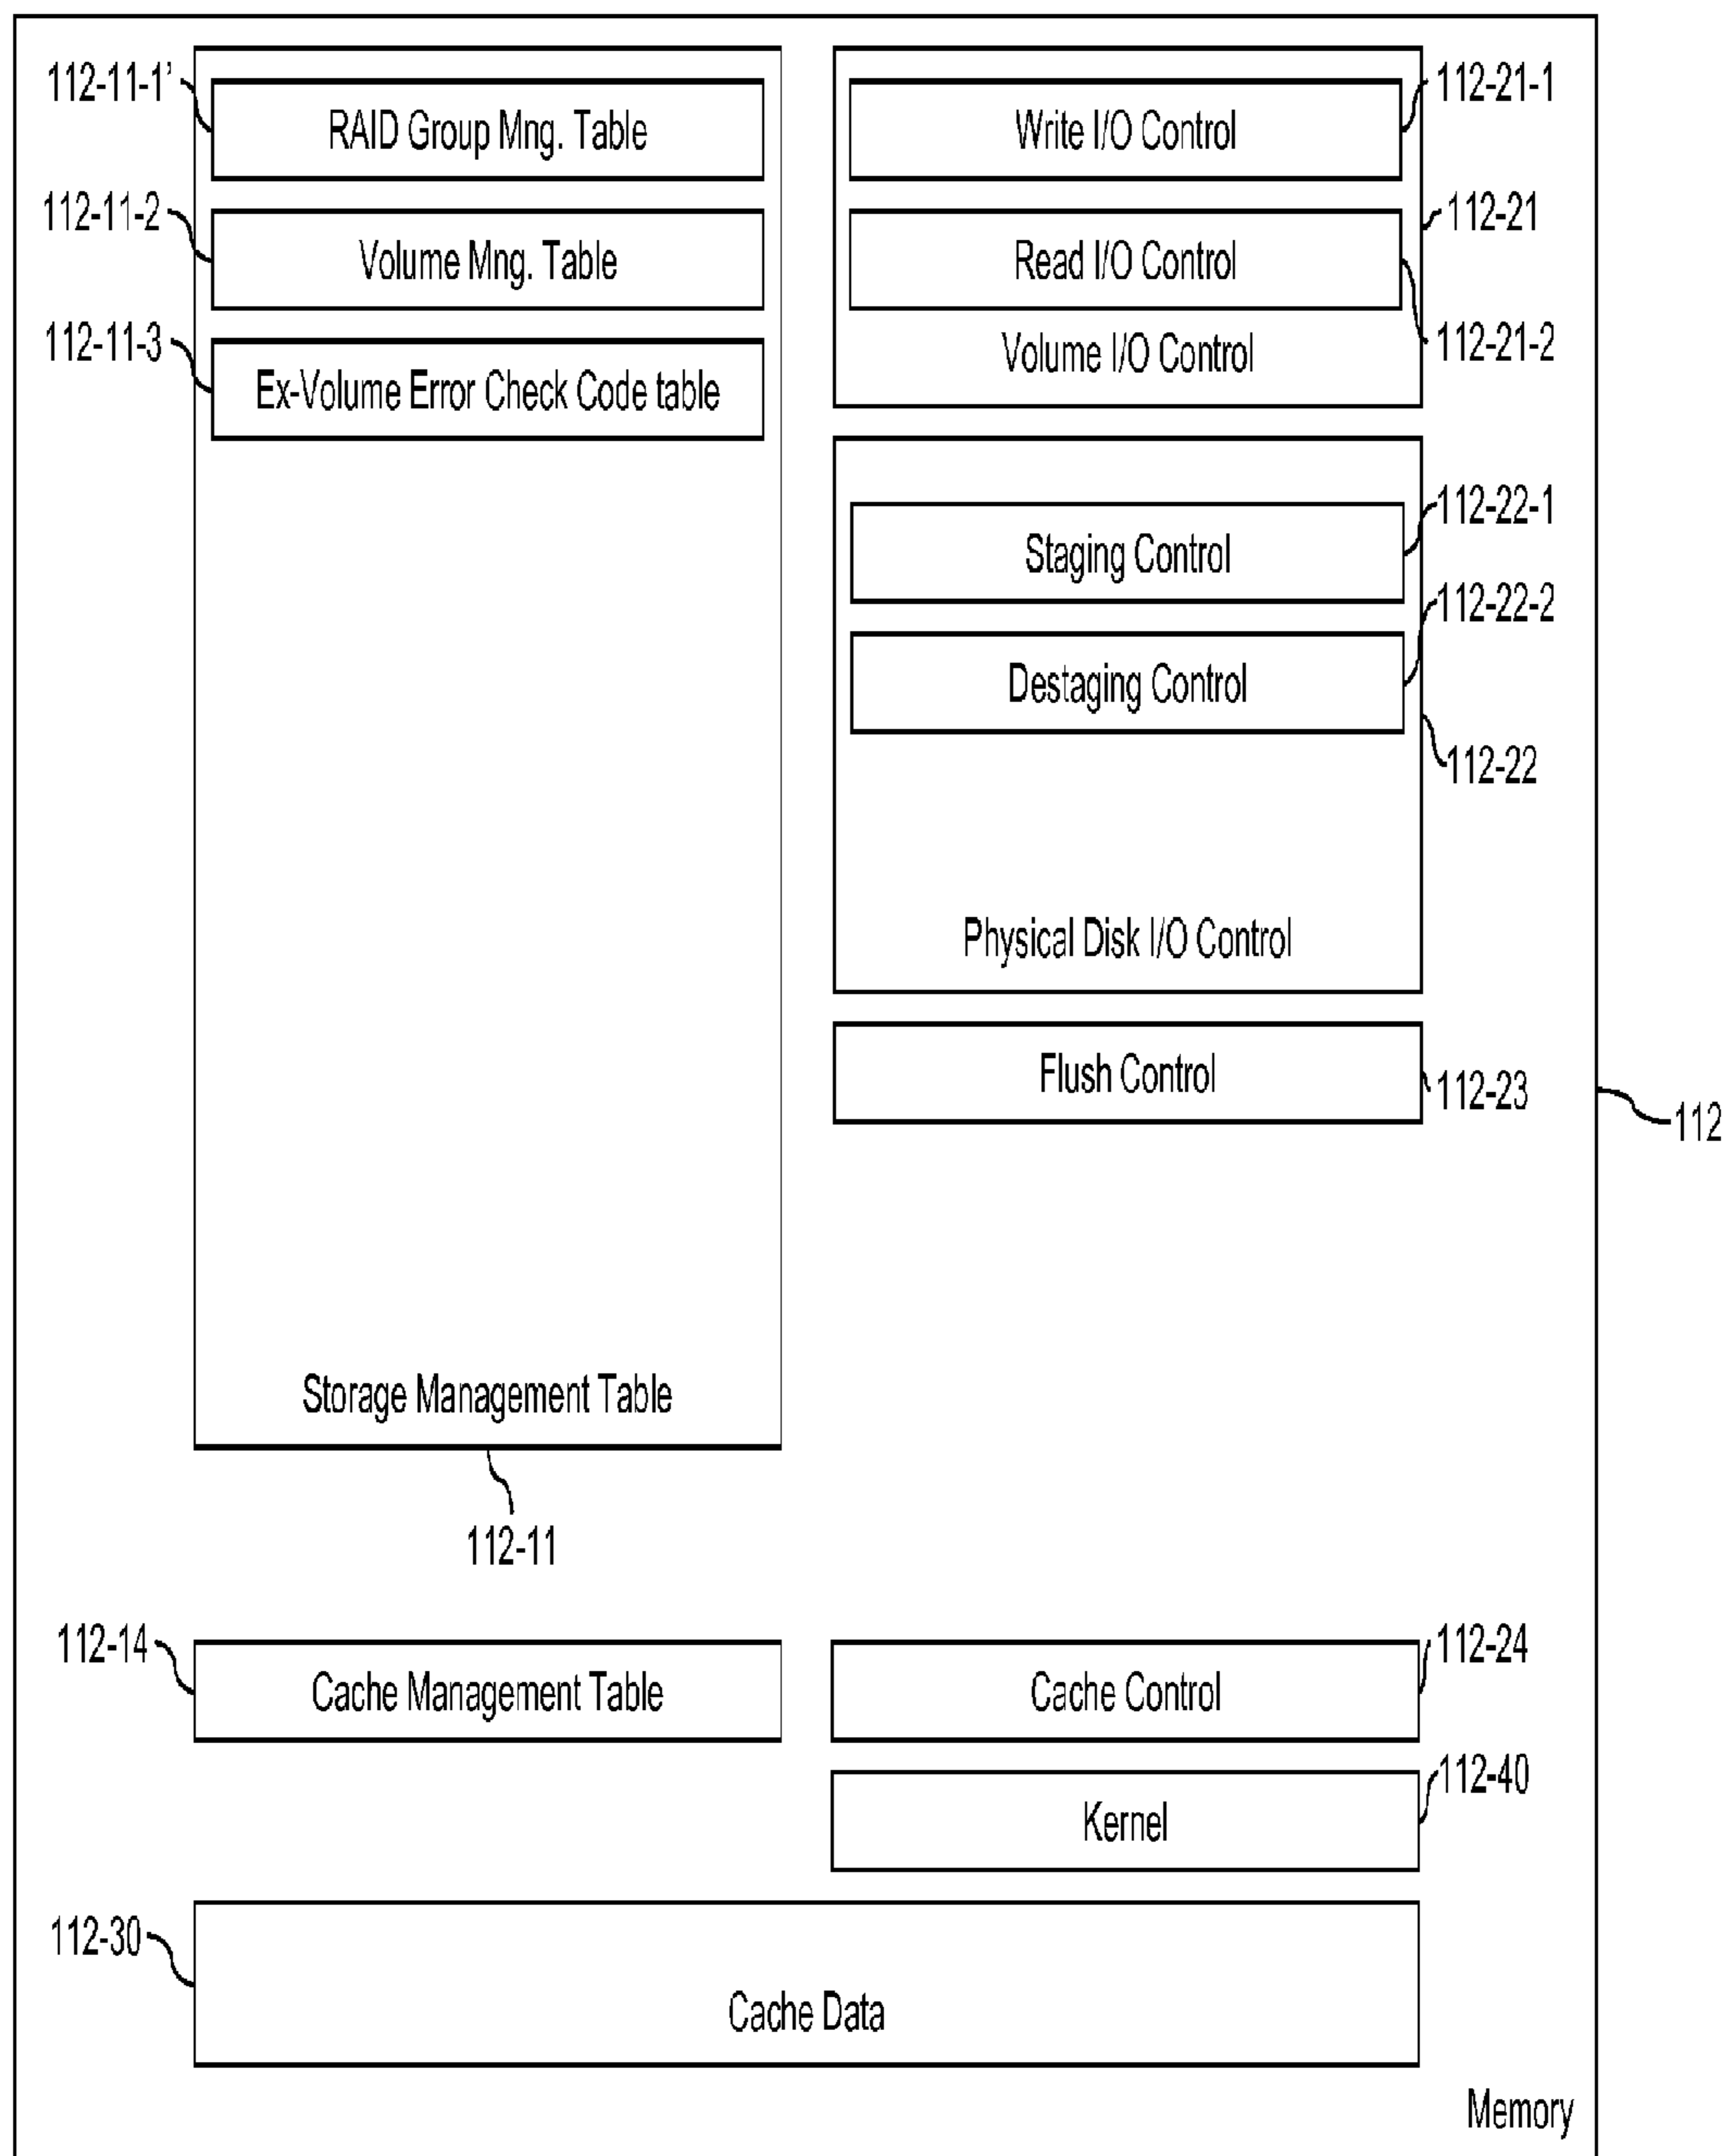 112-11-1’
RAID Group Mng. Table
112-11-2
Volume Mng. Table
112-11-3
Ex-Volume Error Check Code table
Storage Management Table
112-11
Write I/O Control
112-21-1
112-21
Read I/O Control
112-21-2
Volume I/O Control
112-22-1
Staging Control
112-22-2
Destaging Control
112-22
Physical Disk I/O Control
Flush Control
112-23
112
112-14
Cache Management Table
Cache Control
112-24
Kernel
112-40
112-30
Cache Data
Memory